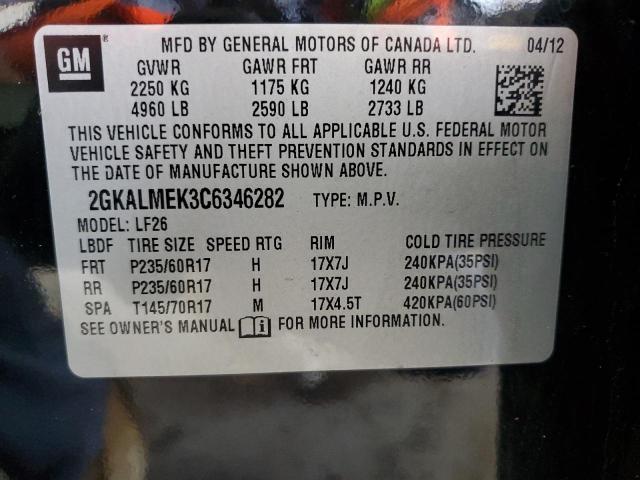 GM MFD BY GENERAL MOTORS OF CANADA LTD. 04/12
GVWR GAWR FRT GAWR RR
2250 KG 1175 KG 1240 KG
4960 LB 2590 LB 2733 LB
THIS VEHICLE CONFORMS TO ALL APPLICABLE U.S. FEDERAL MOTOR
VEHICLE SAFETY AND THEFT PREVENTION STANDARDS IN EFFECT ON
THE DATE OF MANUFACTURE SHOWN ABOVE.
2GKALMEK3C6346282 TYPE: M.P.V.
MODEL: LF26
LBDF TIRE SIZE SPEED RTG RIM COLD TIRE PRESSURE
FRT P235/60R17 H 17X7J 240KPA(35PSI)
RR P235/60R17 H 17X7J 240KPA(35PSI)
SPA T145/70R17 M 17X4.5T 420KPA(60PSI)
SEE OWNER'S MANUAL FOR MORE INFORMATION.